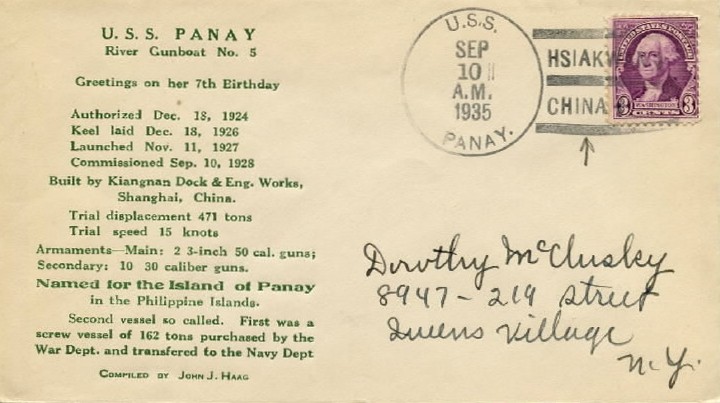 U.S.S. PANAY
River Gunboat No. 5
Greetings on her 7th Birthday
Authorized Dec. 18, 1924
Keel laid Dec. 18, 1926
Launched Nov. 11, 1927
Commissioned Sep. 10, 1928
Built by Kiangnan Dock & Eng. Works,
Shanghai, China.
Trial displacement 471 tons
Trial speed 15 knots
Armaments—Main: 2 3-inch 50 cal. guns;
Secondary: 10 30 caliber guns.
Named for the Island of Panay
in the Philippine Islands.
Second vessel so called. First was a
screw vessel of 162 tons purchased by the
War Dept. and transfered to the Navy Dept
COMPILED BY JOHN J. HAAG
U.S.S.
SEP
10
A.M.
1935
PANAY.
HSIAKW
CHINA
UNITED STATES POSTAGE
WASHINGTON
3 3
CENTS
Dorothy McClusky
8947-219 street
Queens Village
N.Y.